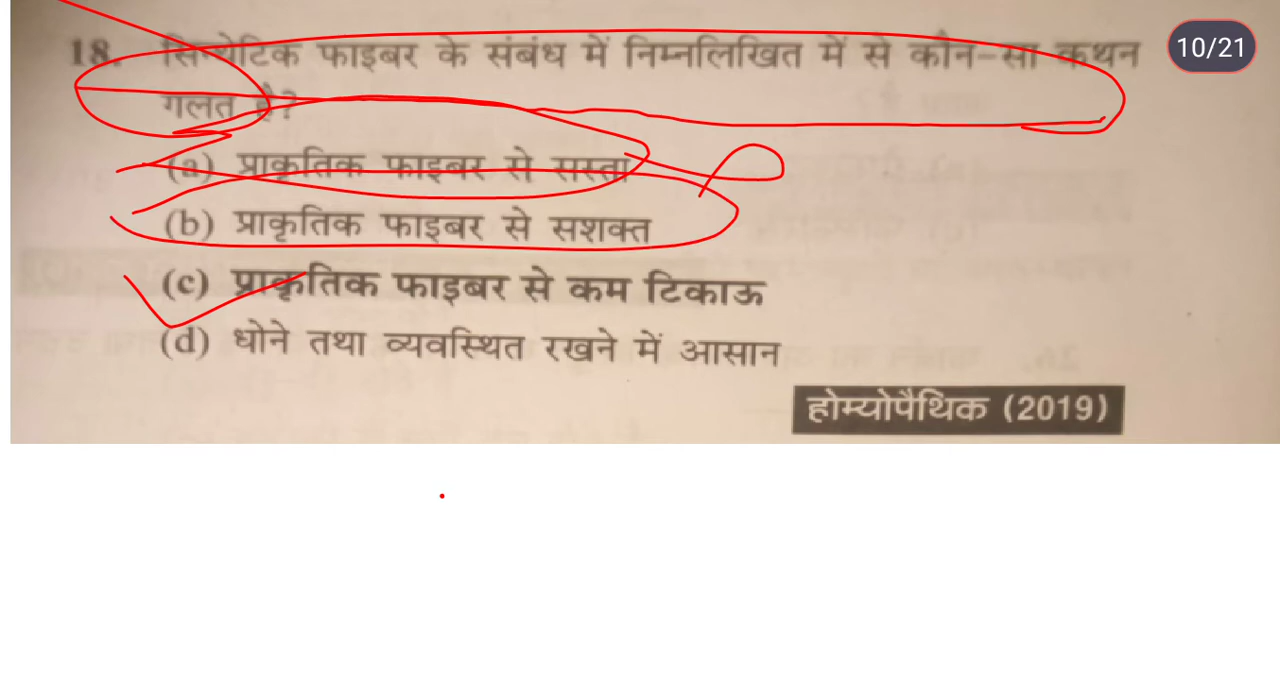 18. सिन्थेटिक फाइबर के संबंध में निम्नलिखित में से कौन-सा कथन
10/21
गलत है?
(a) प्राकृतिक फाइबर से सस्ता
(b) प्राकृतिक फाइबर से सशक्त
(c) प्राकृतिक फाइबर से कम टिकाऊ
(d) धोने तथा व्यवस्थित रखने में आसान
होम्योपैथिक (2019)